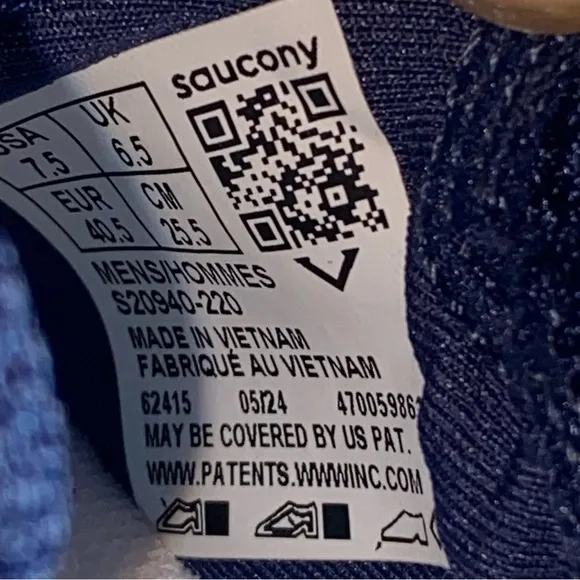 saucony
USA UK
7.5 6.5
EUR CM
40.5 25.5
MENS/HOMMES
S20940-220
MADE IN VIETNAM
FABRIQUÉ AU VIETNAM
62415 05/24 47005986
MAY BE COVERED BY US PAT.
WWW.PATENTS.WWWINC.COM